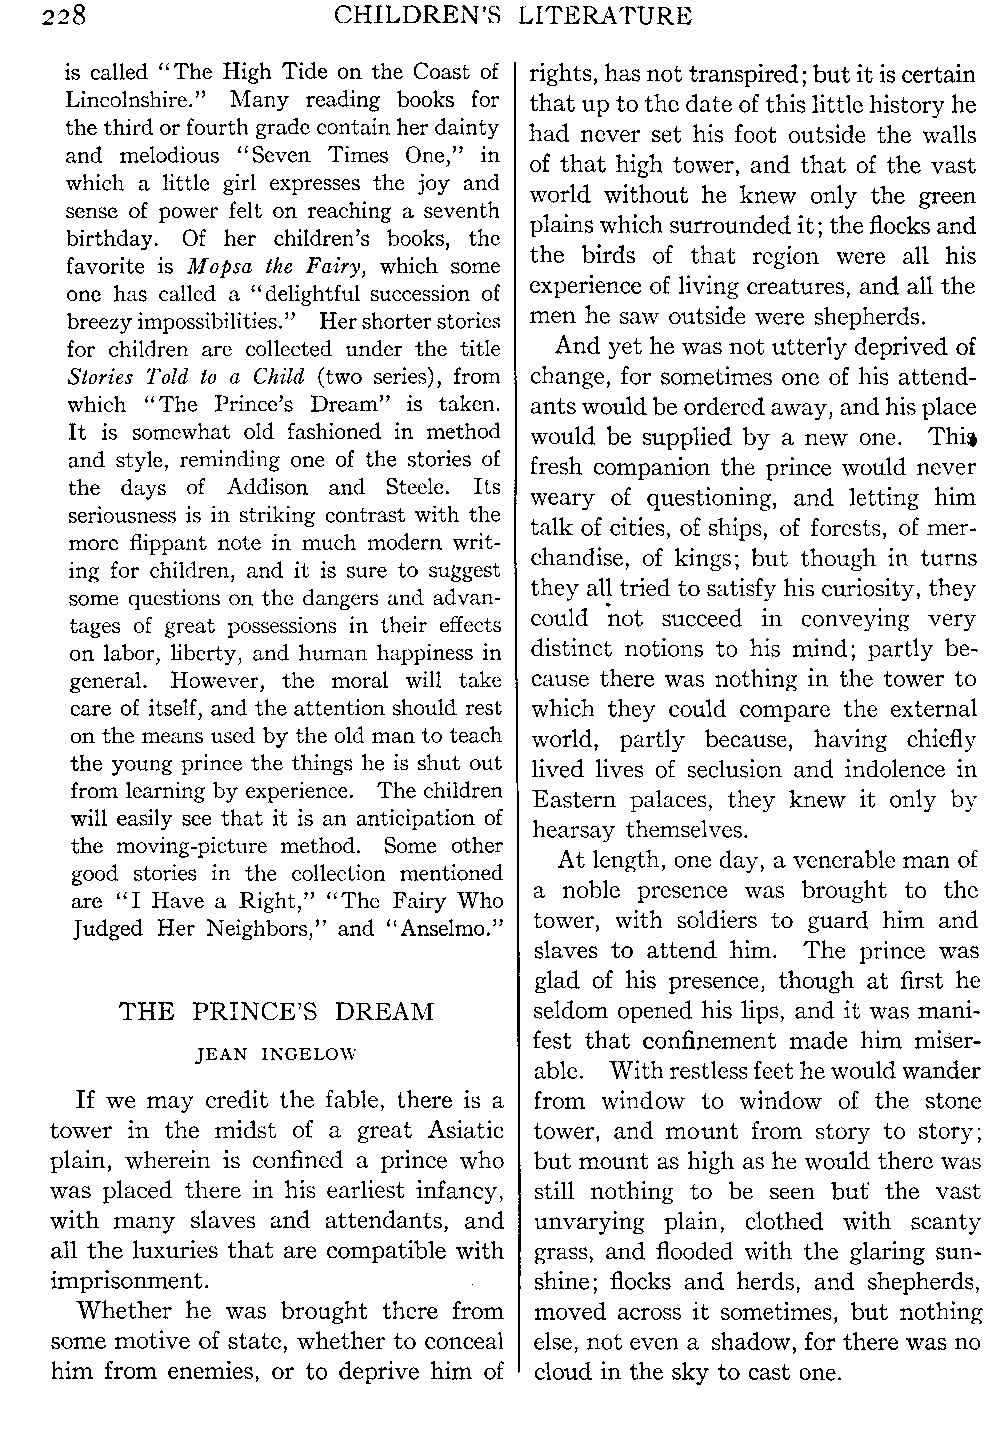 228
CHILDREN'S LITERATURE
is called “The High Tide on the Coast of
Lincolnshire.” Many reading books for
the third or fourth grade contain her dainty
and melodious “Seven Times One,” in
which a little girl expresses the joy and
sense of power felt on reaching a seventh
birthday. Of her children's books, the
favorite is Mopsa the Fairy, which some
one has called a “delightful succession of
breezy impossibilities.” Her shorter stories
for children are collected under the title
Stories Told to a Child (two series), from
which “The Prince's Dream” is taken.
It is somewhat old fashioned in method
and style, reminding one of the stories of
the days of Addison and Steele. Its
seriousness is in striking contrast with the
more flippant note in much modern writ-
ing for children, and it is sure to suggest
some questions on the dangers and advan-
tages of great possessions in their effects
on labor, liberty, and human happiness in
general. However, the moral will take
care of itself, and the attention should rest
on the means used by the old man to teach
the young prince the things he is shut out
from learning by experience. The children
will easily see that it is an anticipation of
the moving-picture method. Some other
good stories in the collection mentioned
are “I Have a Right,” “The Fairy Who
Judged Her Neighbors,” and “Anselmo.”
THE PRINCE'S DREAM
JEAN INGELOW
If we may credit the fable, there is a
tower in the midst of a great Asiatic
plain, wherein is confined a prince who
was placed there in his earliest infancy,
with many slaves and attendants, and
all the luxuries that are compatible with
imprisonment.
Whether he was brought there from
some motive of state, whether to conceal
him from enemies, or to deprive him of
rights, has not transpired; but it is certain
that up to the date of this little history he
had never set his foot outside the walls
of that high tower, and that of the vast
world without he knew only the green
plains which surrounded it; the flocks and
the birds of that region were all his
experience of living creatures, and all the
men he saw outside were shepherds.
And yet he was not utterly deprived of
change, for sometimes one of his attend-
ants would be ordered away, and his place
would be supplied by a new one. This
fresh companion the prince would never
weary of questioning, and letting him
talk of cities, of ships, of forests, of mer-
chandise, of kings; but though in turns
they all tried to satisfy his curiosity, they
could not succeed in conveying very
distinct notions to his mind; partly be-
cause there was nothing in the tower to
which they could compare the external
world, partly because, having chiefly
lived lives of seclusion and indolence in
Eastern palaces, they knew it only by
hearsay themselves.
At length, one day, a venerable man of
a noble presence was brought to the
tower, with soldiers to guard him and
slaves to attend him. The prince was
glad of his presence, though at first he
seldom opened his lips, and it was mani-
fest that confinement made him miser-
able. With restless feet he would wander
from window to window of the stone
tower, and mount from story to story;
but mount as high as he would there was
still nothing to be seen but the vast
unvarying plain, clothed with scanty
grass, and flooded with the glaring sun-
shine; flocks and herds, and shepherds,
moved across it sometimes, but nothing
else, not even a shadow, for there was no
cloud in the sky to cast one.